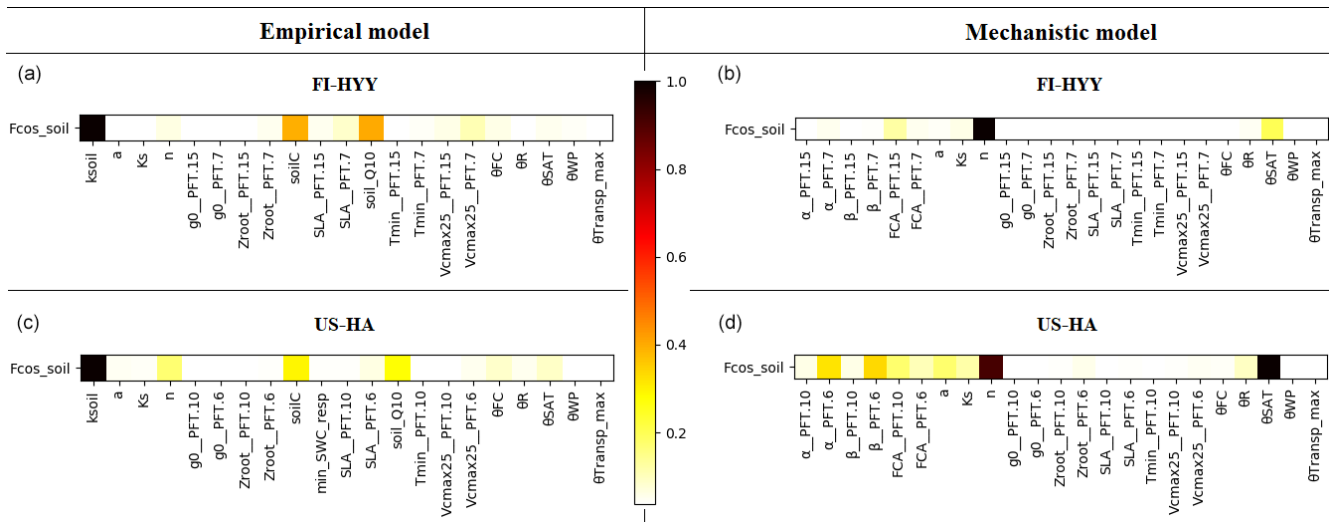 Empirical model
Mechanistic model
(a)
FI-HYY
Fcos_soil
ksoil
a
Ks
n
g0__PFT.15
g0__PFT.7
Zroot__PFT.15
Zroot__PFT.7
soilC
SLA__PFT.15
SLA__PFT.7
soil_Q10
Tmin__PFT.15
Tmin__PFT.7
Vcmax25__PFT.15
Vcmax25__PFT.7
θFC
θR
θSAT
θWP
θTransp_max
1.0
0.8
0.6
0.4
0.2
(b)
FI-HYY
Fcos_soil
α__PFT.15
α__PFT.7
β__PFT.15
β__PFT.7
FCA__PFT.15
FCA__PFT.7
a
Ks
n
g0__PFT.15
g0__PFT.7
Zroot__PFT.15
Zroot__PFT.7
SLA__PFT.15
SLA__PFT.7
Tmin__PFT.15
Tmin__PFT.7
Vcmax25__PFT.15
Vcmax25__PFT.7
θFC
θR
θSAT
θWP
θTransp_max
(c)
US-HA
Fcos_soil
ksoil
a
Ks
n
g0__PFT.10
g0__PFT.6
Zroot__PFT.10
Zroot__PFT.6
soilC
min_SWC_resp
SLA__PFT.10
SLA__PFT.6
soil_Q10
Tmin__PFT.10
Vcmax25__PFT.10
Vcmax25__PFT.6
θFC
θR
θSAT
θWP
θTransp_max
(d)
US-HA
Fcos_soil
α__PFT.10
α__PFT.6
β__PFT.10
β__PFT.6
FCA__PFT.10
FCA__PFT.6
a
Ks
n
g0__PFT.10
g0__PFT.6
Zroot__PFT.10
Zroot__PFT.6
SLA__PFT.10
SLA__PFT.6
Tmin__PFT.10
Vcmax25__PFT.10
Vcmax25__PFT.6
θFC
θR
θSAT
θWP
θTransp_max